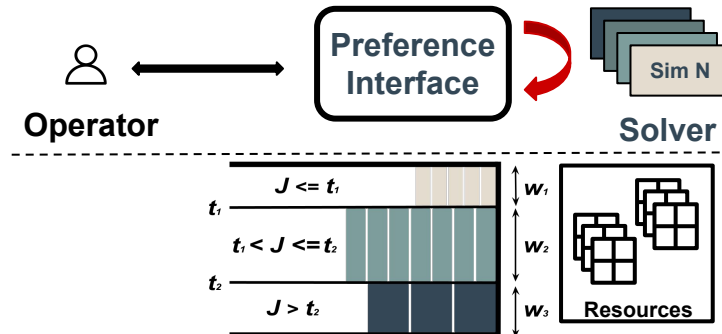 Preference
Interface
Sim N
Operator
Solver
J <= t₁
w₁
t₁
t₁ < J <= t₂
w₂
t₂
J > t₂
w₃
Resources